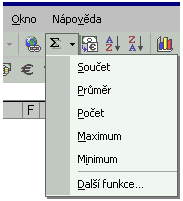 Okno Nápověda
Σ €
A Z Z A
Součet
Průměr
Počet
Maximum
Minimum
Další funkce...
F